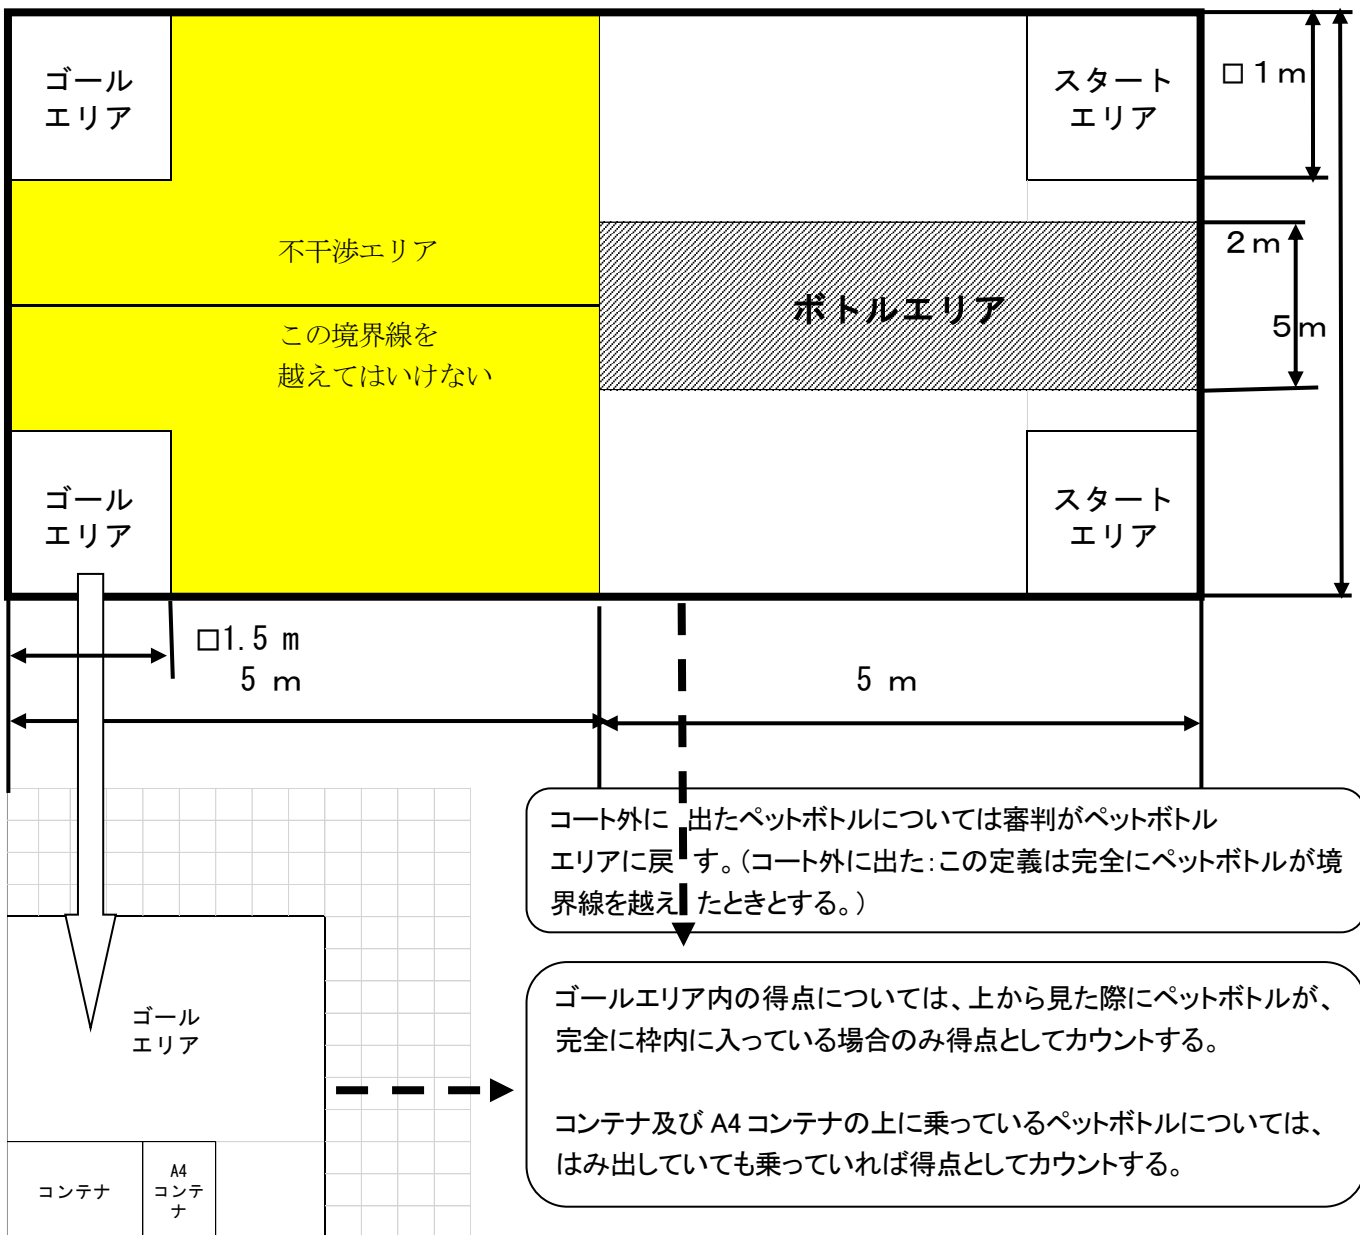 ゴール
エリア
スタート
エリア
□1m
不干渉エリア
2m
ボトルエリア
5m
この境界線を
越えてはいけない
ゴール
エリア
スタート
エリア
□1.5 m
5 m
5 m
コート外に出たペットボトルについては審判がペットボトル
エリアに戻す。（コート外に出た：この定義は完全にペットボトルが境
界線を越えたときとする。）
ゴールエリア内の得点については、上から見た際にペットボトルが、
完全に枠内に入っている場合のみ得点としてカウントする。
コンテナ及び A4 コンテナの上に乗っているペットボトルについては、
はみ出していても乗っていれば得点としてカウントする。
ゴール
エリア
コンテナ
A4
コンテ
ナ